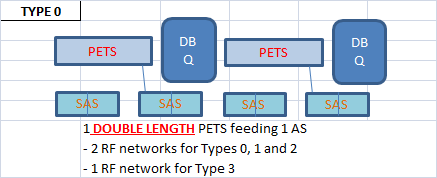 TYPE 0
PETS
DB
Q
PETS
DB
Q
SAS
SAS
SAS
SAS
1 DOUBLE LENGTH PETS feeding 1 AS
- 2 RF networks for Types 0, 1 and 2
- 1 RF network for Type 3